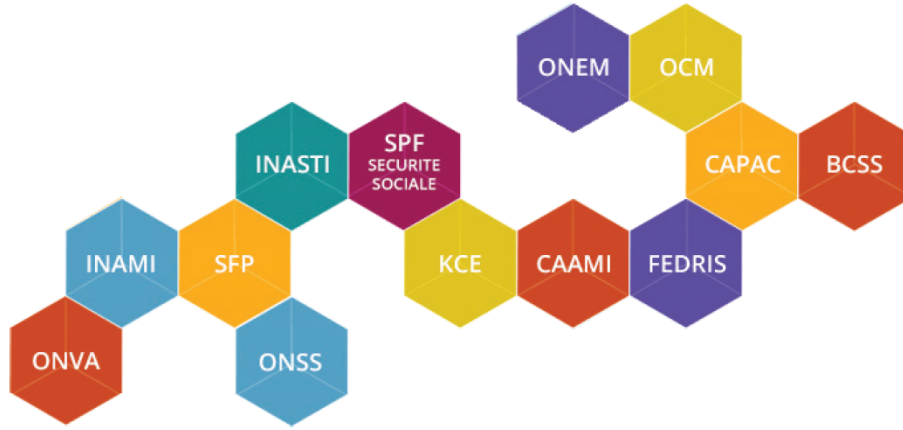 ONEM
OCM
INASTI
SPF
SECURITE
SOCIALE
CAPAC
BCSS
INAMI
SFP
KCE
CAAMI
FEDRIS
ONVA
ONSS